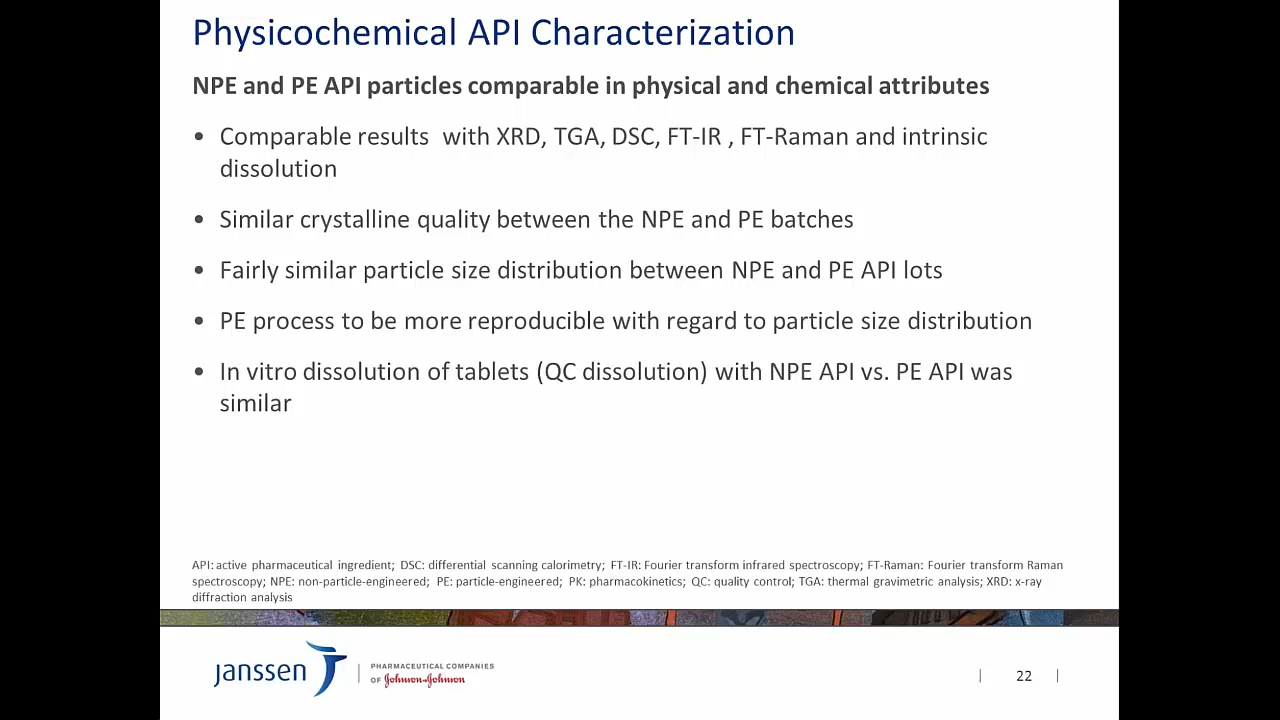 Physicochemical API Characterization
NPE and PE API particles comparable in physical and chemical attributes
• Comparable results with XRD, TGA, DSC, FT-IR , FT-Raman and intrinsic
dissolution
• Similar crystalline quality between the NPE and PE batches
• Fairly similar particle size distribution between NPE and PE API lots
• PE process to be more reproducible with regard to particle size distribution
• In vitro dissolution of tablets (QC dissolution) with NPE API vs. PE API was
similar
API: active pharmaceutical ingredient; DSC: differential scanning calorimetry; FT-IR: Fourier transform infrared spectroscopy; FT-Raman: Fourier transform Raman
spectroscopy; NPE: non-particle-engineered; PE: particle-engineered; PK: pharmacokinetics; QC: quality control; TGA: thermal gravimetric analysis; XRD: x-ray
diffraction analysis
janssen
PHARMACEUTICAL COMPANIES
OF Johnson-Johnson
| 22 |